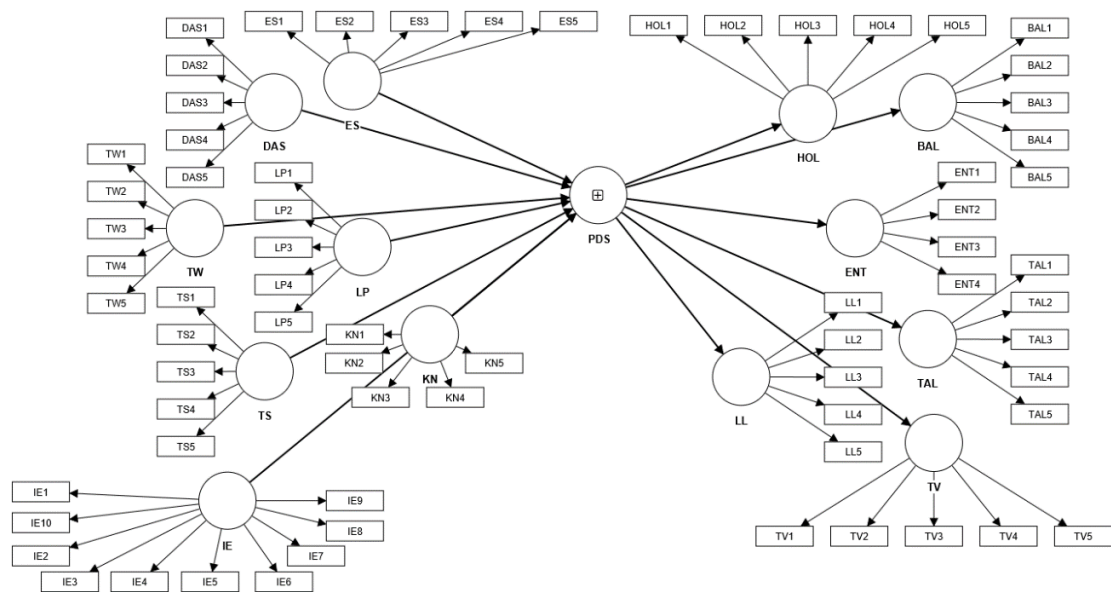 ES1 ES2 ES3 ES4 ES5
HOL1 HOL2 HOL3 HOL4 HOL5
DAS1
DAS2
DAS3
DAS4
DAS5
DAS
ES
HOL
BAL
BAL1
BAL2
BAL3
BAL4
BAL5
TW1
TW2
TW3
TW4
TW5
TW
LP1
LP2
LP3
LP4
LP5
LP
PDS
ENT1
ENT2
ENT3
ENT4
ENT
TS1
TS2
TS3
TS4
TS5
TS
KN1
KN2
KN3
KN4
KN5
KN
LL1
LL2
LL3
LL4
LL5
LL
TAL1
TAL2
TAL3
TAL4
TAL5
TAL
IE1
IE10
IE2
IE3 IE4 IE5 IE6
IE7
IE8
IE9
IE
TV
TV1 TV2 TV3 TV4 TV5